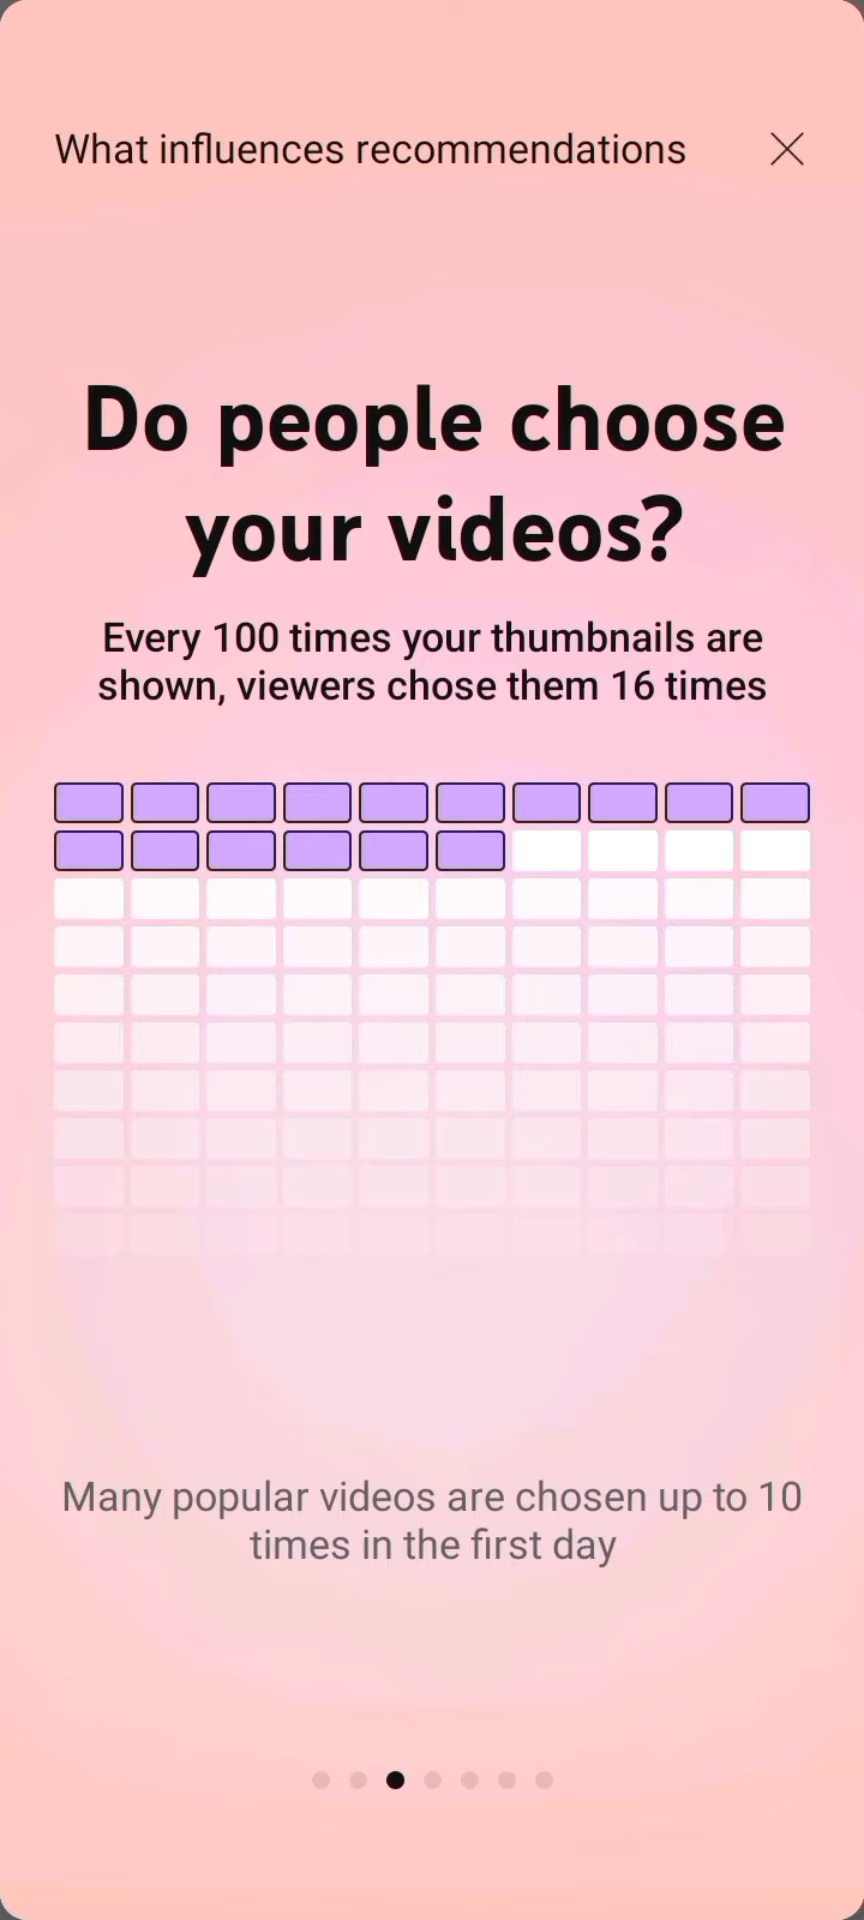 What influences recommendations
Do people choose
your videos?
Every 100 times your thumbnails are
shown, viewers chose them 16 times
Many popular videos are chosen up to 10
times in the first day